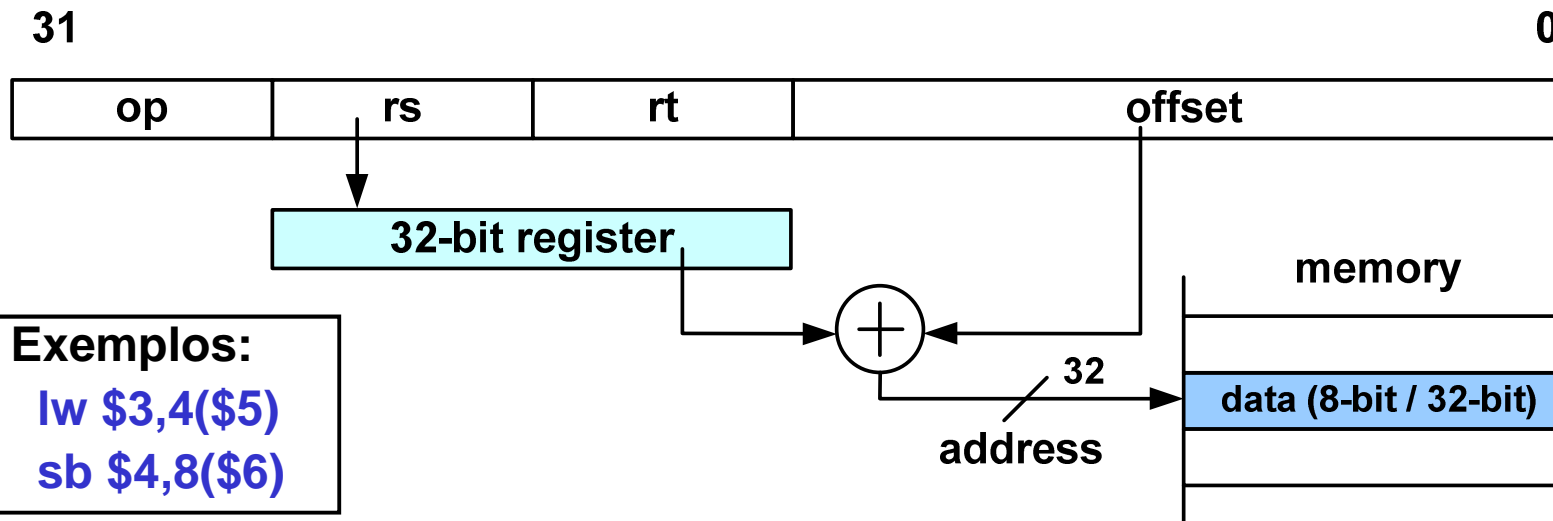 31 0
op rs rt offset
32-bit register
memory
Exemplos:
lw $3,4($5)
sb $4,8($6)
+
32
address
data (8-bit / 32-bit)